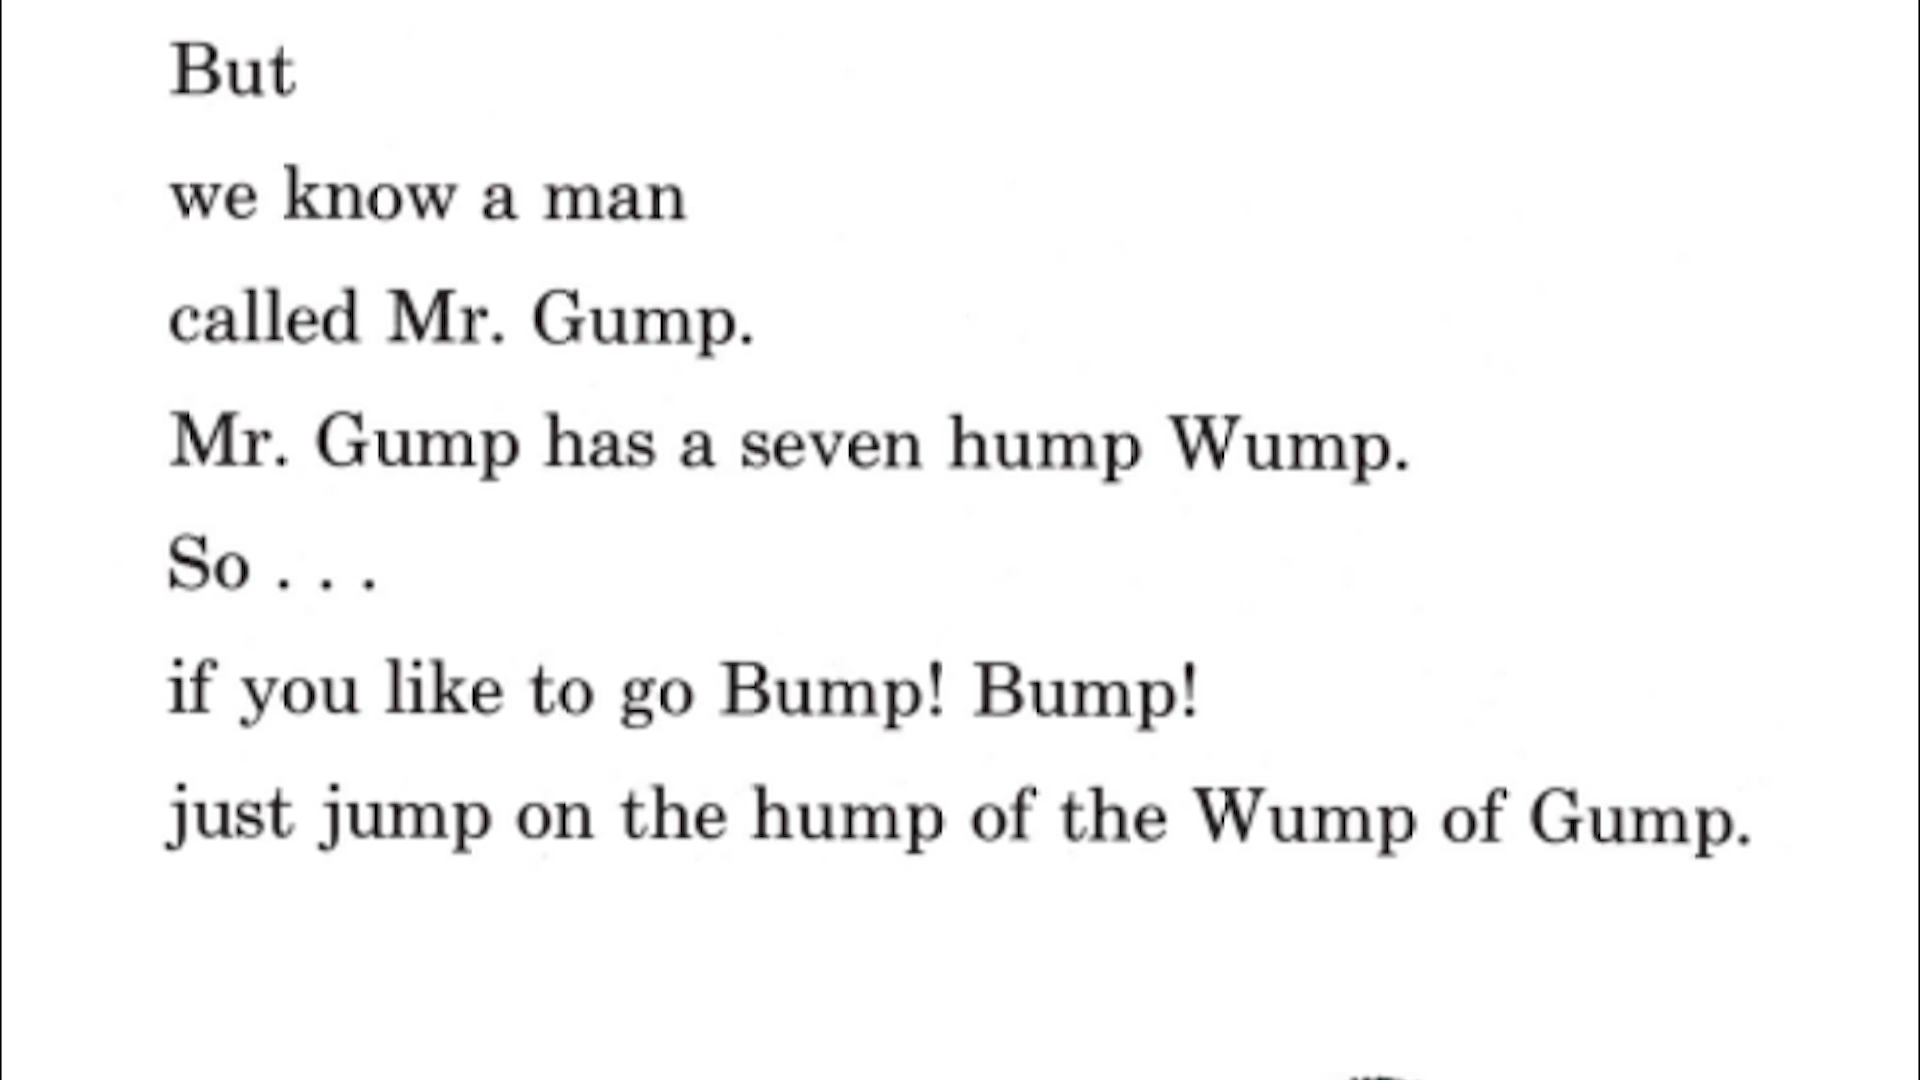 But
we know a man
called Mr. Gump.
Mr. Gump has a seven hump Wump.
So . . .
if you like to go Bump! Bump!
just jump on the hump of the Wump of Gump.